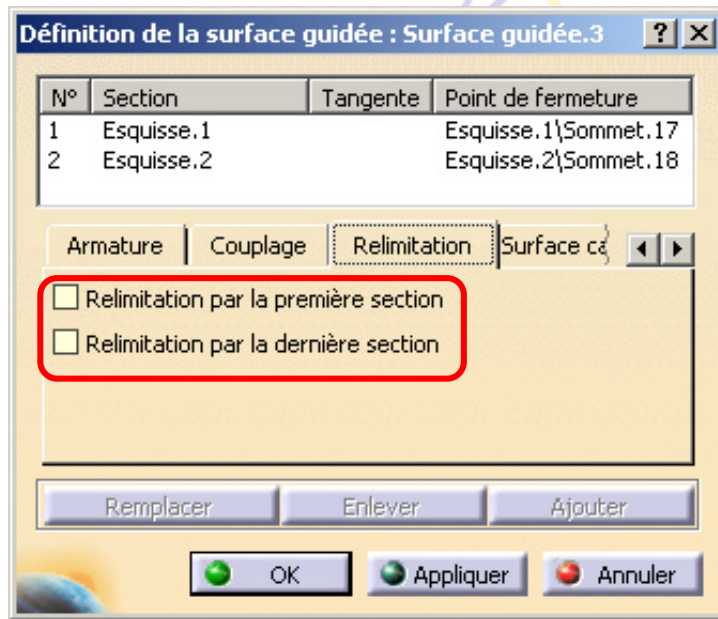 Définition de la surface guidée : Surface guidée.3 ? X
N° Section Tangente Point de fermeture
1 Esquisse.1 Esquisse.1\Sommet.17
2 Esquisse.2 Esquisse.2\Sommet.18
Armature Couplage Relimitation Surface ca
Relimitation par la première section
Relimitation par la dernière section
Remplacer Enlever Ajouter
OK Appliquer Annuler